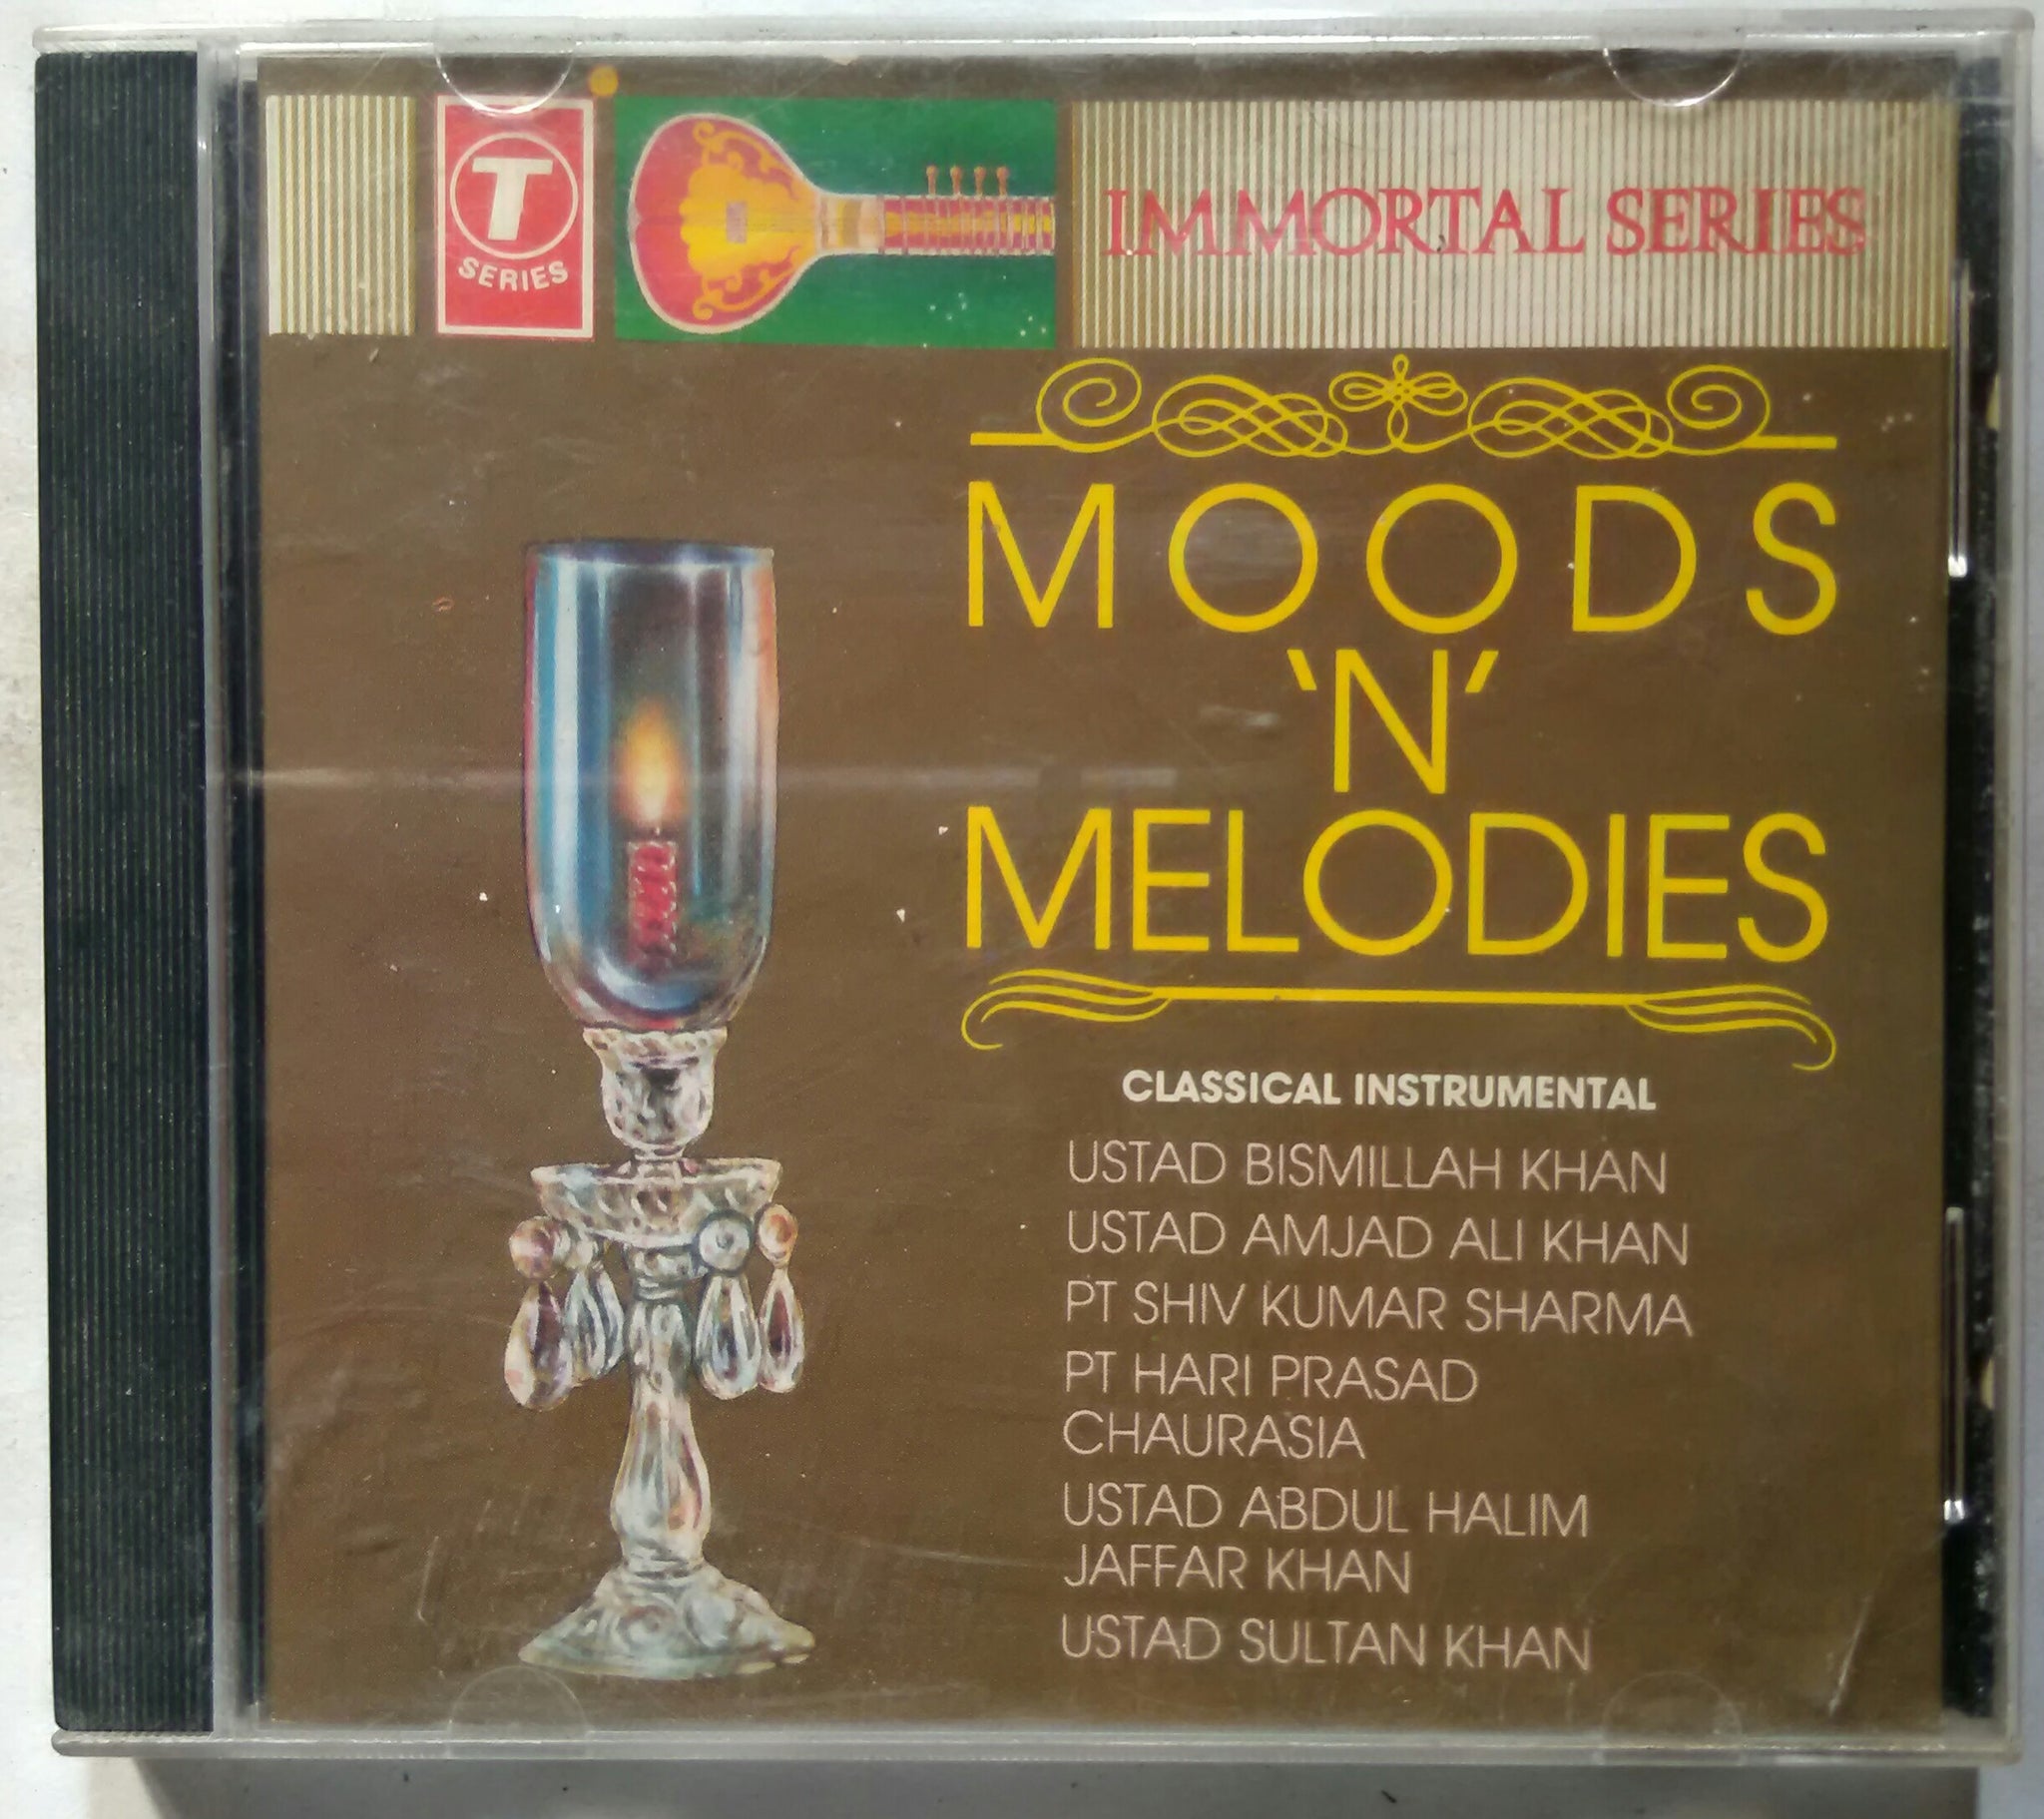 T
SERIES
IMMORTAL SERIES
MOODS
'N'
MELODIES
CLASSICAL INSTRUMENTAL
USTAD BISMILLAH KHAN
USTAD AMJAD ALI KHAN
PT SHIV KUMAR SHARMA
PT HARI PRASAD
CHAURASIA
USTAD ABDUL HALIM
JAFFAR KHAN
USTAD SULTAN KHAN